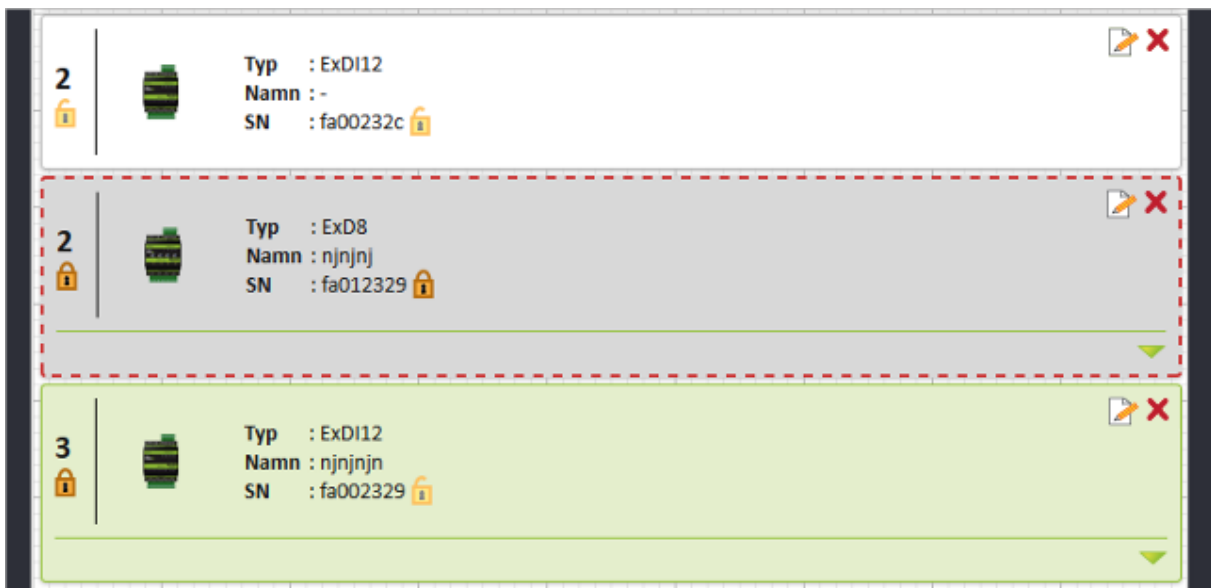 2
Typ : ExDI12
Namn : -
SN : fa00232c
2
Typ : ExD8
Namn : njnjnj
SN : fa012329
3
Typ : ExDI12
Namn : njnjnjn
SN : fa002329